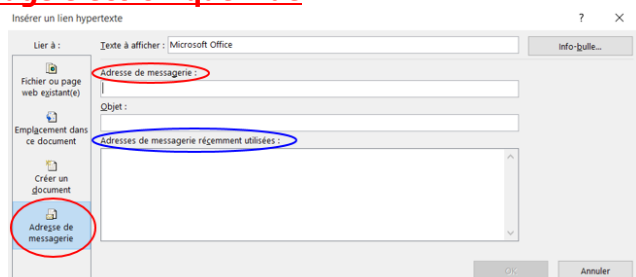 Insérer un lien hypertexte ? ×
Lier à : Texte à afficher : Microsoft Office Info-bulle...
Fichier ou page
web existant(e)
Adresse de messagerie :
Objet :
Emplacement dans
ce document
Adresses de messagerie récemment utilisées :
Créer un
document
Adresse de
messagerie
OK Annuler